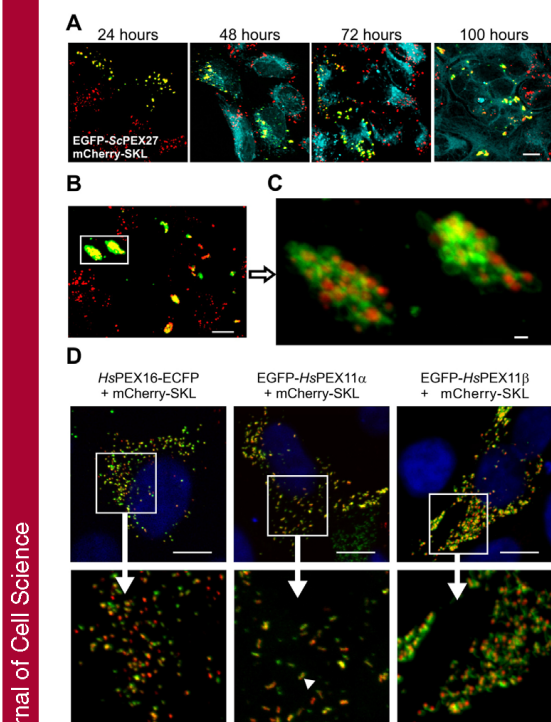 A
24 hours 48 hours 72 hours 100 hours
EGFP-ScPEX27
mCherry-SKL
B
C
D
HsPEX16-ECFP
+ mCherry-SKL
EGFP-HsPEX11α
+ mCherry-SKL
EGFP-HsPEX11β
+ mCherry-SKL
rnal of Cell Science